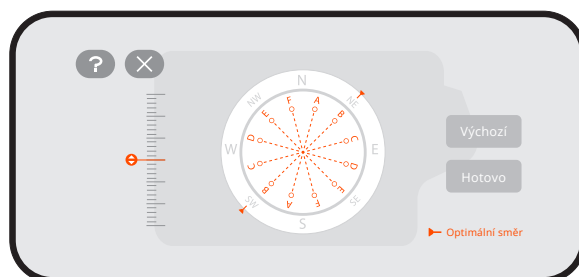 ?
N
NW
NE
F A
E B
D C
W
E
C D
B E
A F
SW
SE
S
Výchozí
Hotovo
Optimální směr